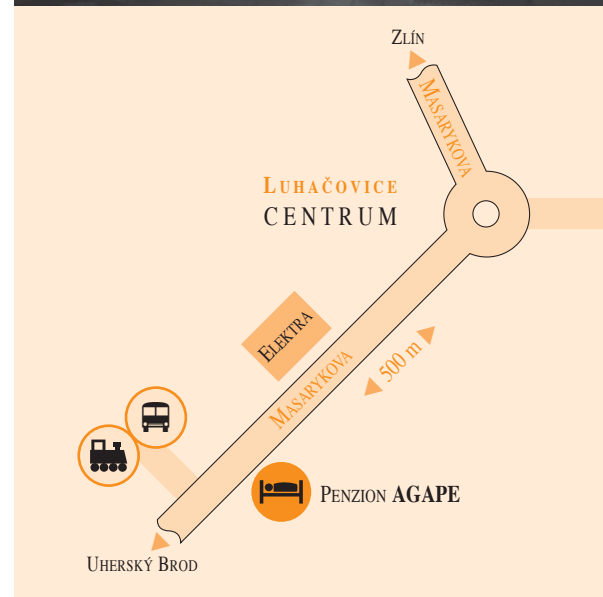 ZLÍN
MASARYKOVA
LUHAČOVICE
CENTRUM
ELEKTRA
500 m
MASARYKOVA
PENZION AGAPE
UHERSKÝ BROD